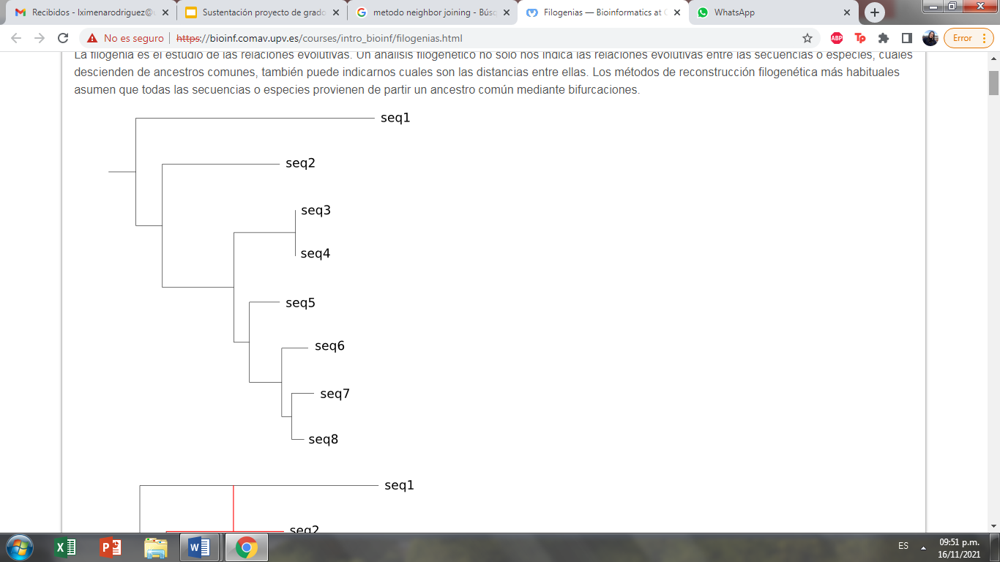 Recibidos - lximenarodriguez@
Sustentación proyecto de grado
metodo neighbor joining - Búsq
Filogenias — Bioinformatics at
WhatsApp
No es seguro
https://bioinf.comav.upv.es/courses/intro_bioinf/filogenias.html
ABP
Error
La filogenia es el estudio de las relaciones evolutivas. Un análisis filogenético no solo nos indica las relaciones evolutivas entre las secuencias o especies, cuales
descienden de ancestros comunes, también puede indicarnos cuales son las distancias entre ellas. Los métodos de reconstrucción filogenética más habituales
asumen que todas las secuencias o especies provienen de partir un ancestro común mediante bifurcaciones.
seq1
seq2
seq3
seq4
seq5
seq6
seq7
seq8
seq1
seq2
ES
09:51 p.m.
16/11/2021